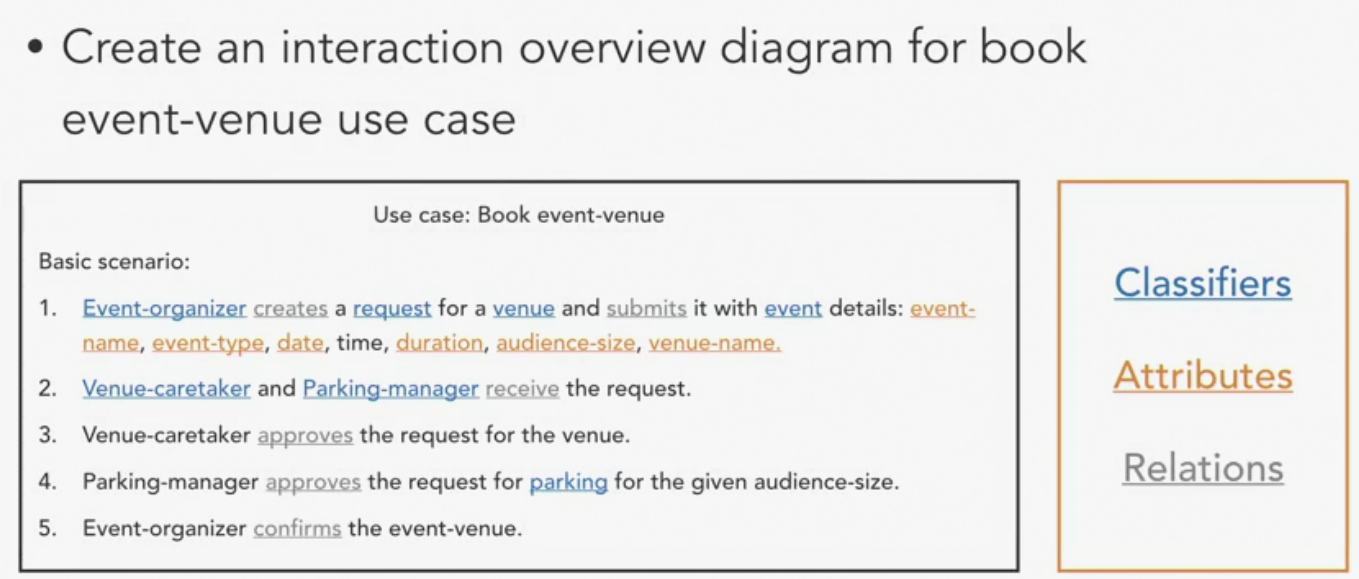 • Create an interaction overview diagram for book
event-venue use case
Use case: Book event-venue
Basic scenario:
1. Event-organizer creates a request for a venue and submits it with event details: event-
name, event-type, date, time, duration, audience-size, venue-name.
2. Venue-caretaker and Parking-manager receive the request.
3. Venue-caretaker approves the request for the venue.
4. Parking-manager approves the request for parking for the given audience-size.
5. Event-organizer confirms the event-venue.
Classifiers
Attributes
Relations